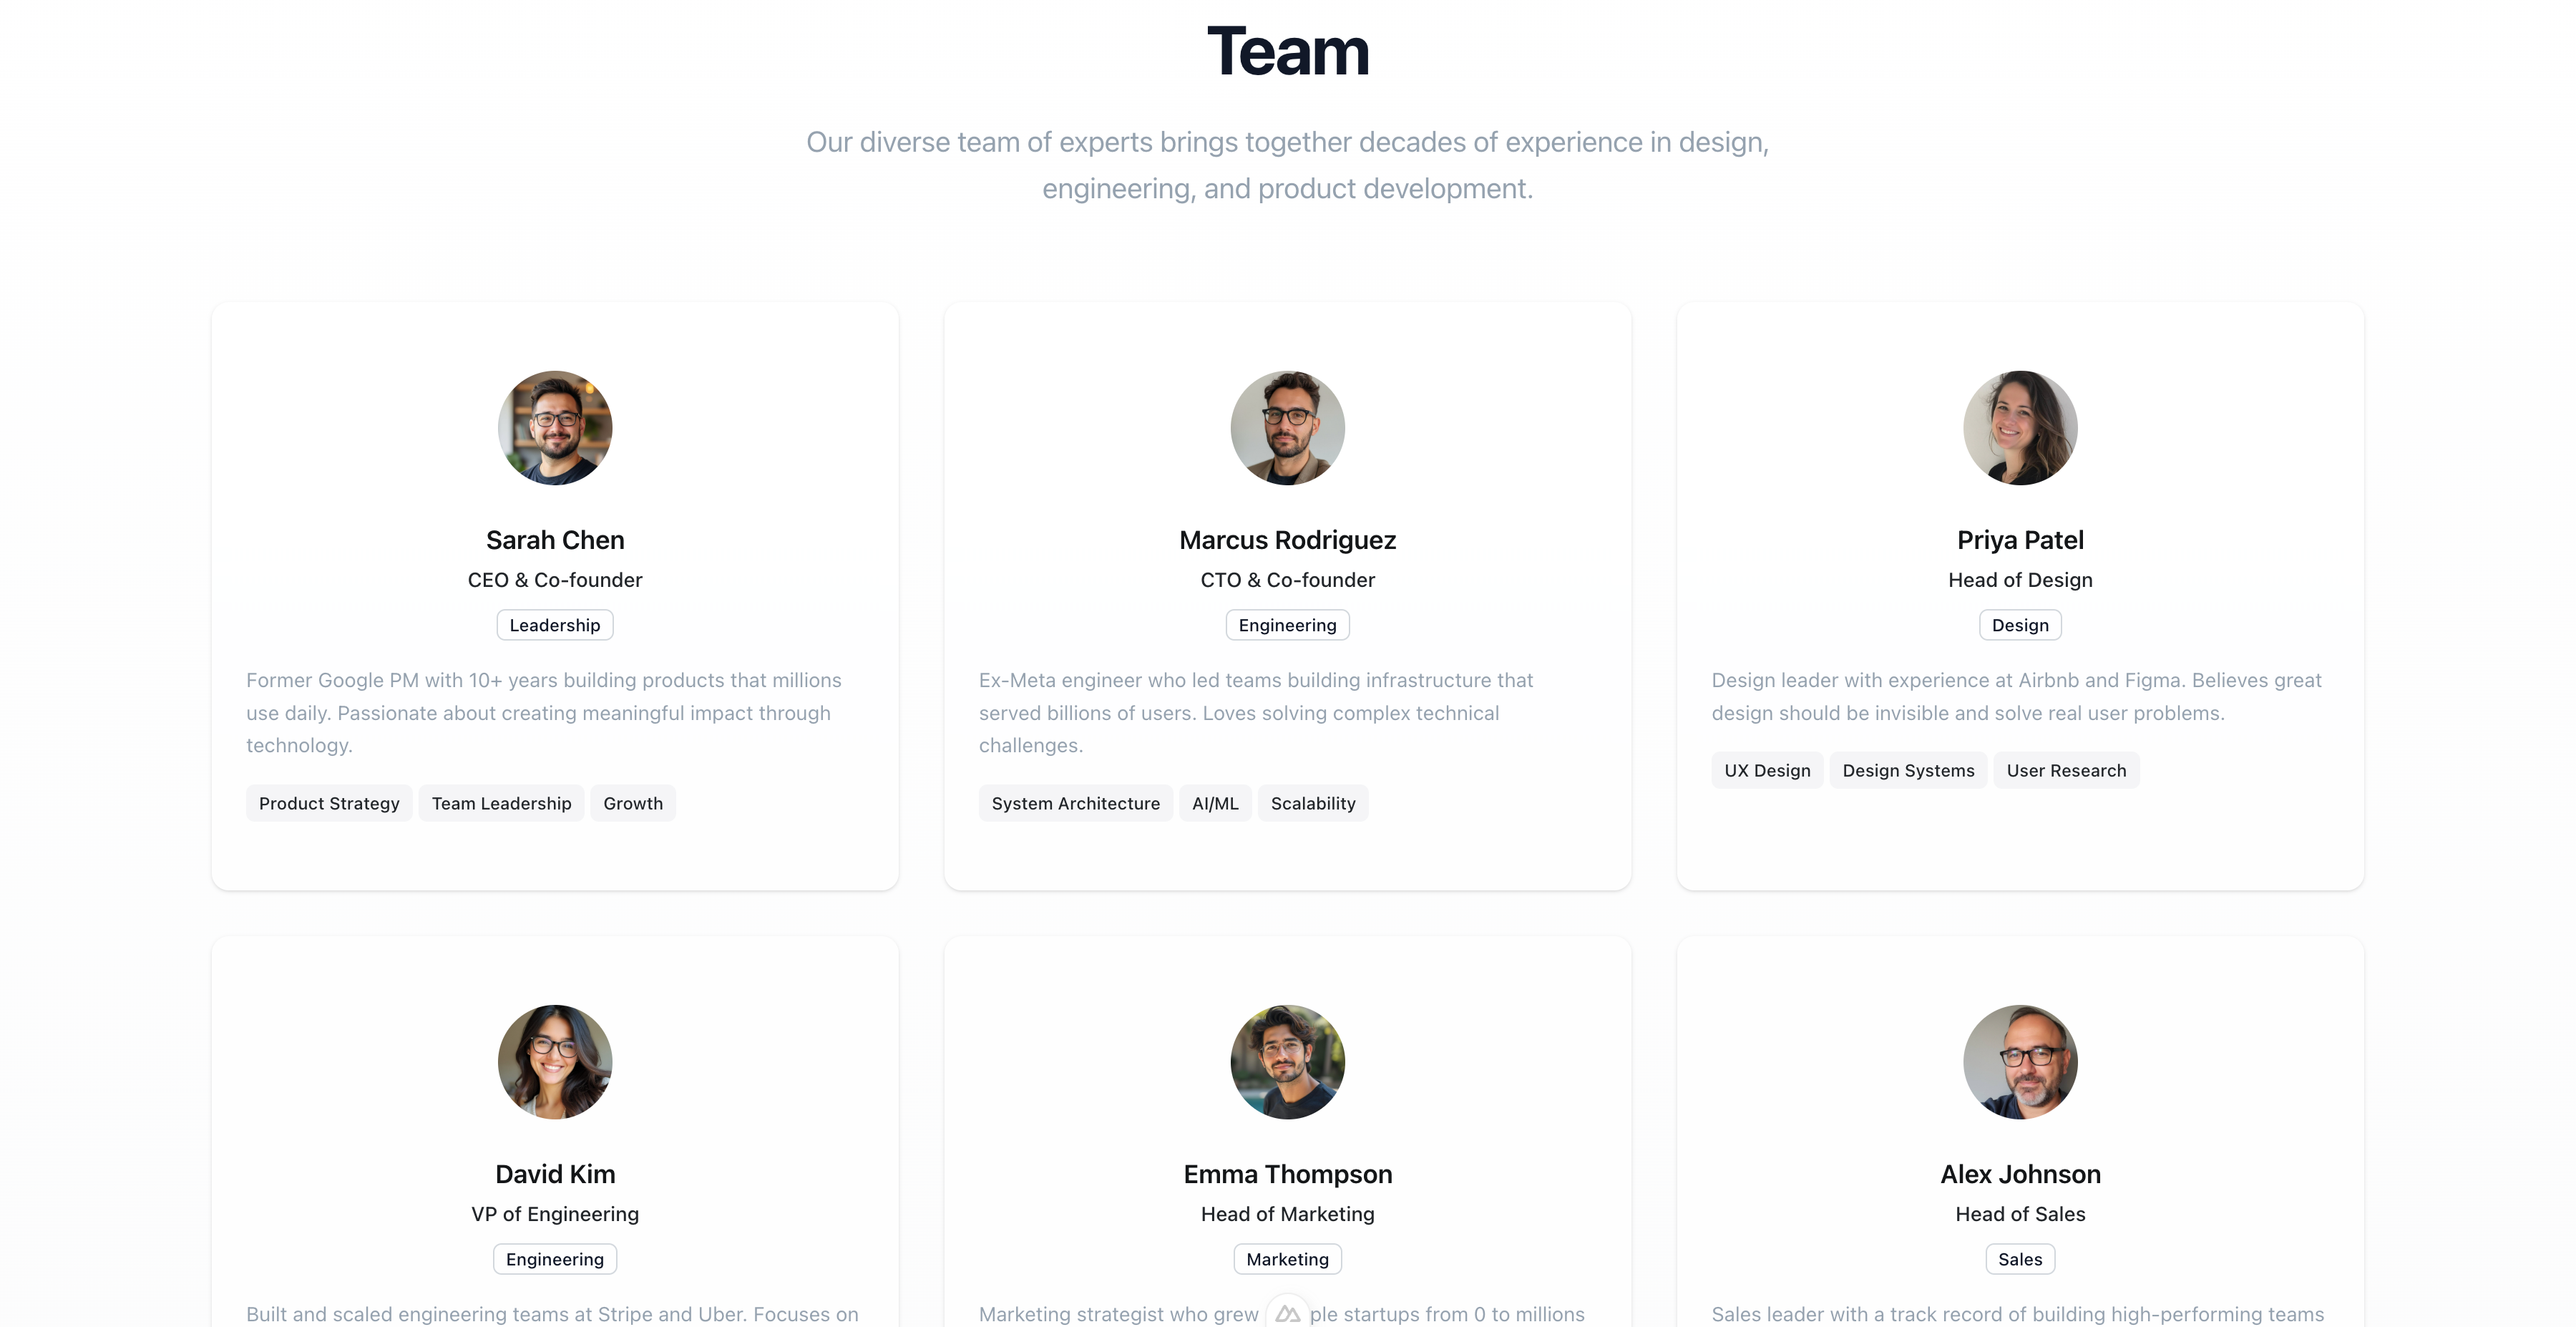 Team
Our diverse team of experts brings together decades of experience in design,
engineering, and product development.
Sarah Chen
CEO & Co-founder
Leadership
Former Google PM with 10+ years building products that millions
use daily. Passionate about creating meaningful impact through
technology.
Product Strategy Team Leadership Growth
Marcus Rodriguez
CTO & Co-founder
Engineering
Ex-Meta engineer who led teams building infrastructure that
served billions of users. Loves solving complex technical
challenges.
System Architecture AI/ML Scalability
Priya Patel
Head of Design
Design
Design leader with experience at Airbnb and Figma. Believes great
design should be invisible and solve real user problems.
UX Design Design Systems User Research
David Kim
VP of Engineering
Engineering
Built and scaled engineering teams at Stripe and Uber. Focuses on
Emma Thompson
Head of Marketing
Marketing
Marketing strategist who grew ple startups from 0 to millions
Alex Johnson
Head of Sales
Sales
Sales leader with a track record of building high-performing teams